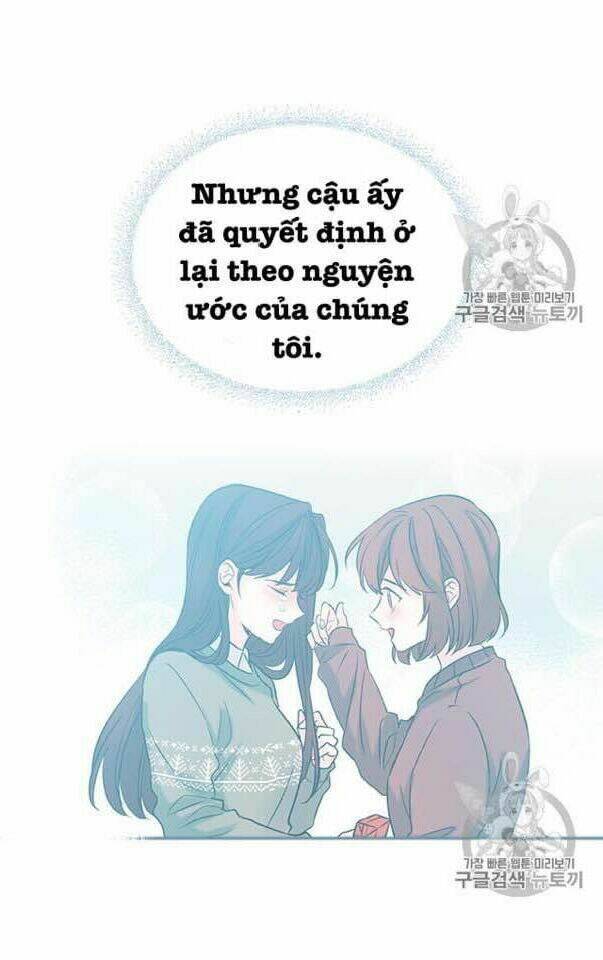 Nhưng cậu ấy
đã quyết định ở
lại theo nguyện
ước của chúng
tôi.
가장 빠른 웹툰 미리보기
구글검색 뉴토끼
가장 빠른 웹툰 미리보기
구글검색 뉴토끼